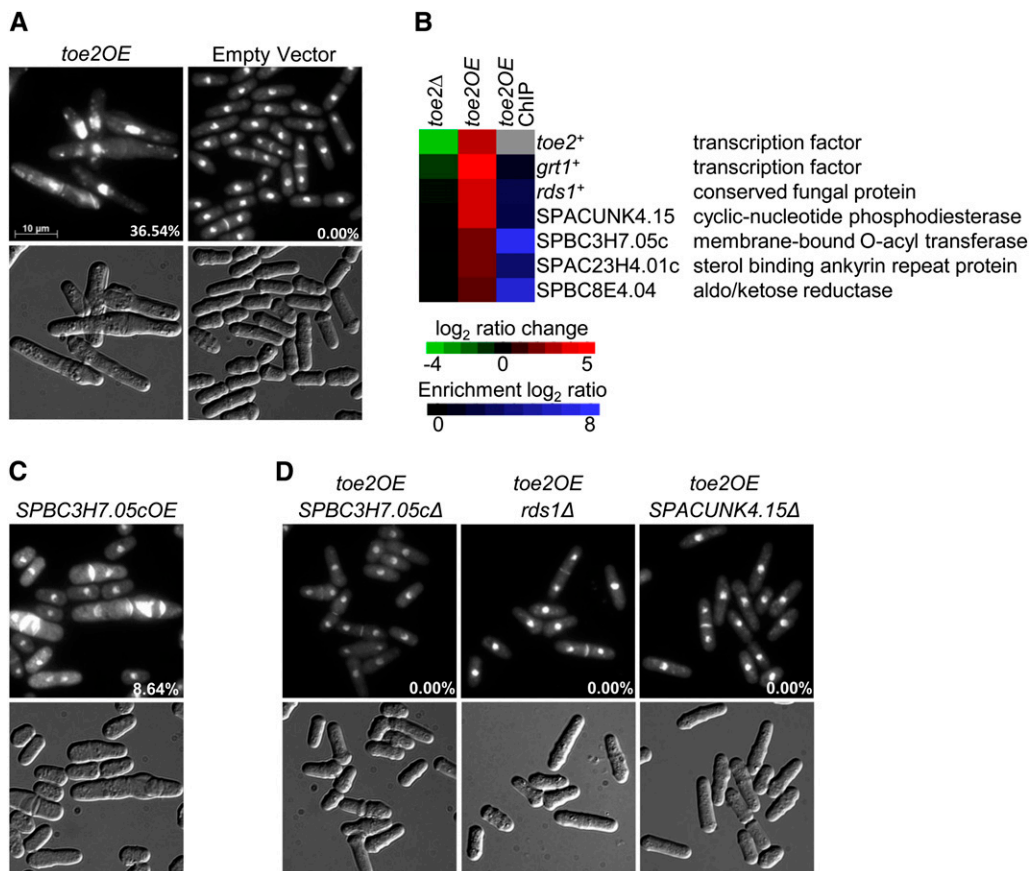 A
toe2OE
Empty Vector
10 µm
36.54%
0.00%
B
toe2Δ
toe2OE
toe2OE
ChIP
toe2+ transcription factor
grt1+ transcription factor
rds1+ conserved fungal protein
SPACUNK4.15 cyclic-nucleotide phosphodiesterase
SPBC3H7.05c membrane-bound O-acyl transferase
SPAC23H4.01c sterol binding ankyrin repeat protein
SPBC8E4.04 aldo/ketose reductase
log2 ratio change
-4 0 5
Enrichment log2 ratio
0 8
C
SPBC3H7.05cOE
8.64%
D
toe2OE
SPBC3H7.05cΔ
toe2OE
rds1Δ
toe2OE
SPACUNK4.15Δ
0.00%
0.00%
0.00%